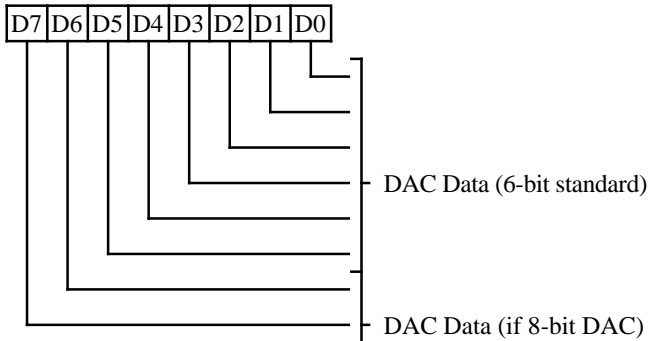 D7 D6 D5 D4 D3 D2 D1 D0
DAC Data (6-bit standard)
DAC Data (if 8-bit DAC)